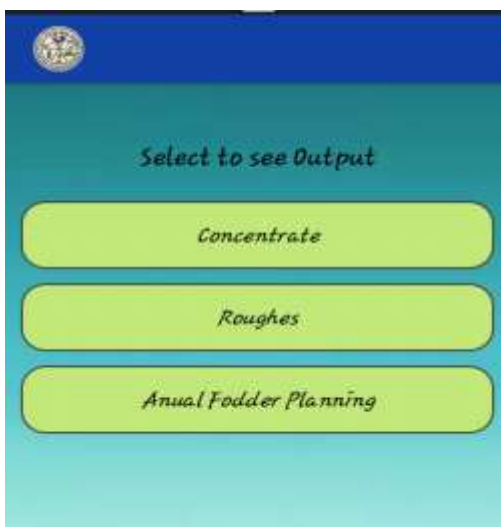 Select to see Output
Concentrate
Roughes
Anual Fodder Planning